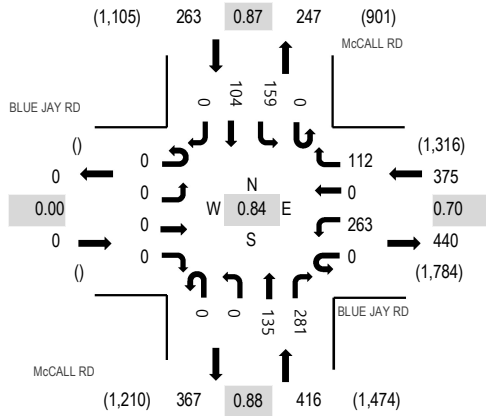 (1,105) 263 0.87 247 (901)
McCALL RD
BLUE JAY RD
0 104 159 0
()
0
0
0.00
0
()
0
0
0
0
N
W 0.84 E
S
112
0
263
0
(1,316)
375
0.70
440
(1,784)
0 0 135 281
BLUE JAY RD
McCALL RD
(1,210) 367 0.88 416 (1,474)